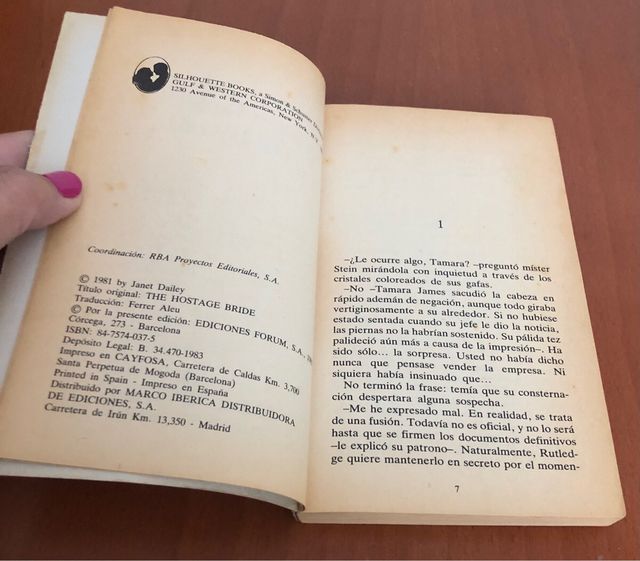 SILHOUETTE BOOKS, a Simon & Schuster
GULF & WESTERN CORPORATION
1230 Avenue of the Americas, New York,
Coordinación: RBA Proyectos Editoriales, S.A.
© 1981 by Janet Dailey
Título original: THE HOSTAGE BRIDE
Traducción: Ferrer Aleu
© Por la presente edición: EDICIONES FORUM, S.A.,
Córcega, 273 - Barcelona
ISBN: 84-7574-037-5
Depósito Legal: B. 34.470-1983
Impreso en CAYFOSA, Carretera de Caldas Km. 3,700
Santa Perpetua de Mogoda (Barcelona)
Printed in Spain - Impreso en España
Distribuido por MARCO IBERICA DISTRIBUIDORA
DE EDICIONES, S.A.
Carretera de Irún Km. 13,350 - Madrid
1
–¿Le ocurre algo, Tamara? –preguntó míster
Stein mirándola con inquietud a través de los
cristales coloreados de sus gafas.
–No –Tamara James sacudió la cabeza en
rápido ademán de negación, aunque todo giraba
vertiginosamente a su alrededor. Si no hubiese
estado sentada cuando su jefe le dio la noticia,
las piernas no la habrían sostenido. Su pálida tez
palideció aún más a causa de la impresión–. Ha
sido sólo... la sorpresa. Usted no había dicho
nunca que pensase vender la empresa. Ni
siquiera había insinuado que...
No terminó la frase: temía que su conster-
nación despertara alguna sospecha.
–Me he expresado mal. En realidad, se trata
de una fusión. Todavía no es oficial, y no lo será
hasta que se firmen los documentos definitivos
–le explicó su patrono–. Naturalmente, Rutled-
ge quiere mantenerlo en secreto por el momen-
7